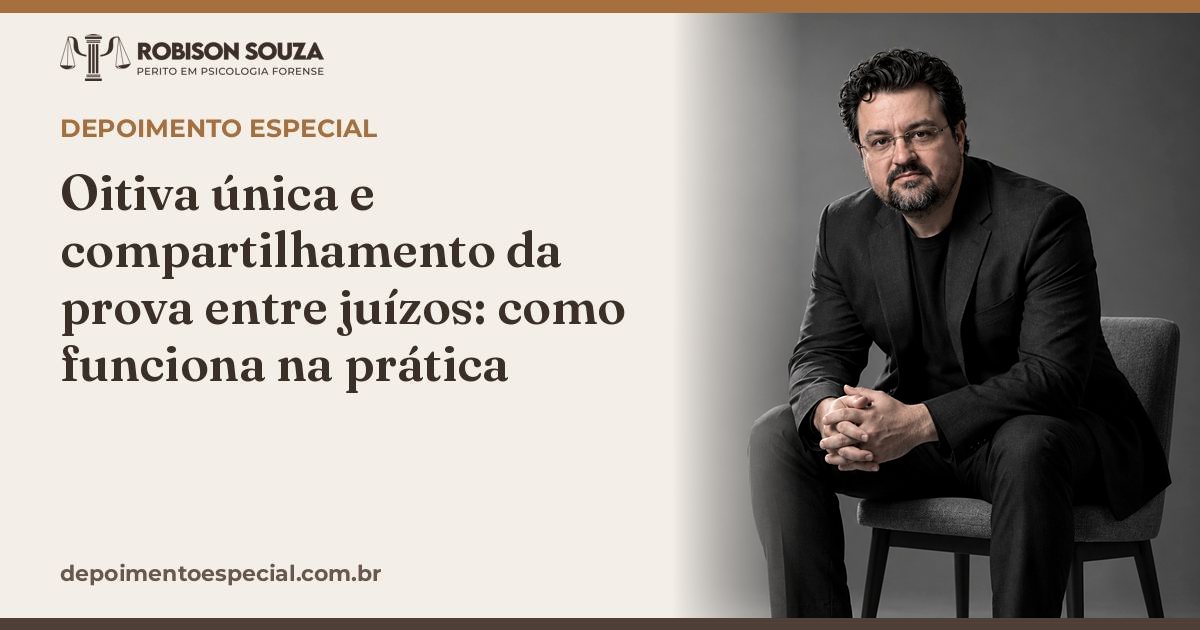 ROBISON SOUZA
PERITO EM PSICOLOGIA FORENSE
DEPOIMENTO ESPECIAL
Oitiva única e
compartilhamento da
prova entre juízos: como
funciona na prática
depoimentoespecial.com.br